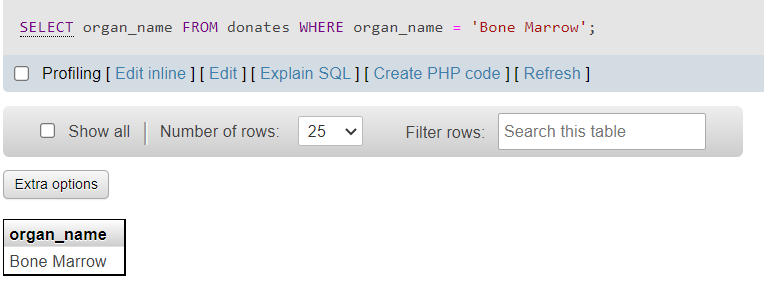 SELECT organ_name FROM donates WHERE organ_name = 'Bone Marrow';
Profiling [ Edit inline ] [ Edit ] [ Explain SQL ] [ Create PHP code ] [ Refresh ]
Show all Number of rows: 25 Filter rows: Search this table
Extra options
organ_name
Bone Marrow